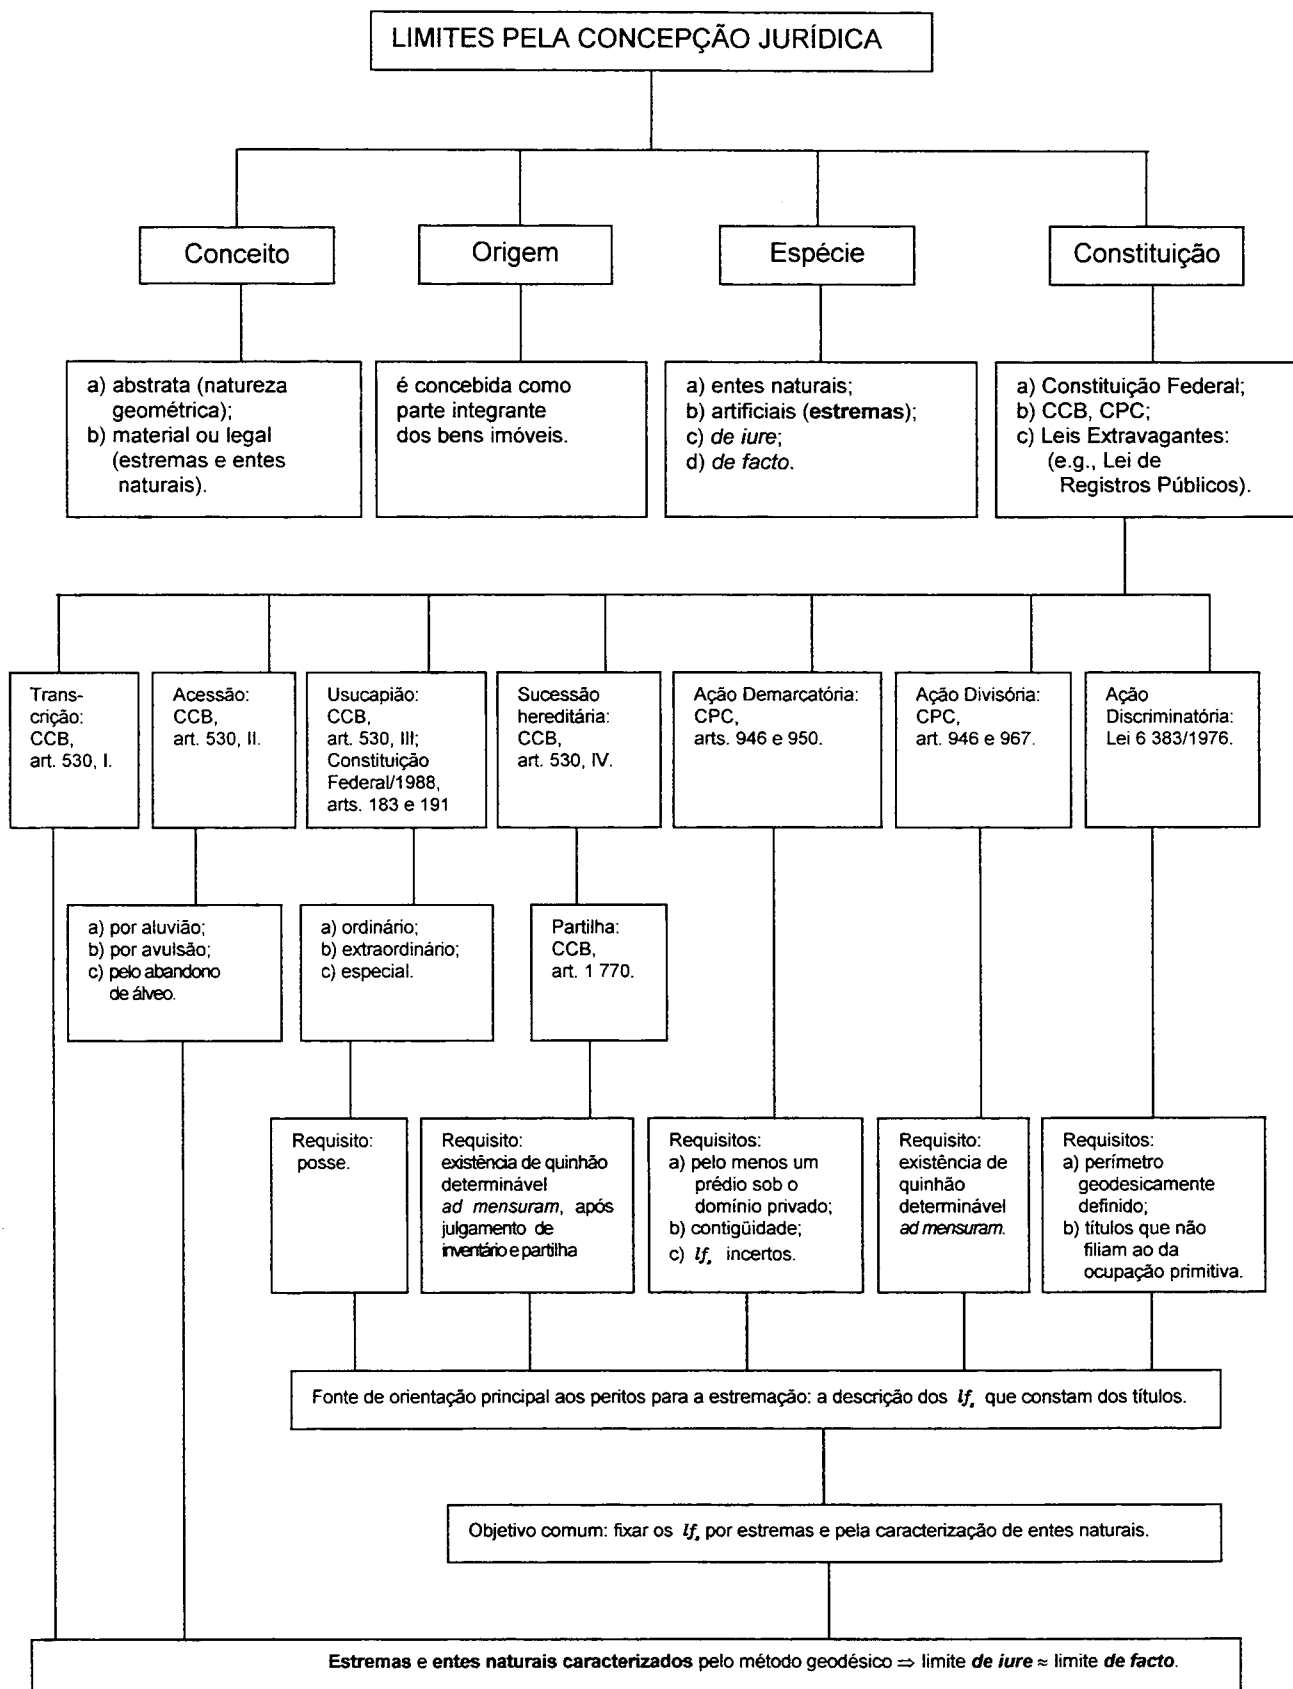 LIMITES PELA CONCEPÇÃO JURÍDICA
Conceito
Origem
Espécie
Constituição
a) abstrata (natureza
geométrica);
b) material ou legal
(estremas e entes
naturais).
é concebida como
parte integrante
dos bens imóveis.
a) entes naturais;
b) artificiais (estremas);
c) de iure;
d) de facto.
a) Constituição Federal;
b) CCB, CPC;
c) Leis Extravagantes:
(e.g., Lei de
Registros Públicos).
Trans-
crição:
CCB,
art. 530, I.
Acessão:
CCB,
art. 530, II.
Usucapião:
CCB,
art. 530, III;
Constituição
Federal/1988,
arts. 183 e 191
Sucessão
hereditária:
CCB,
art. 530, IV.
Ação Demarcatória:
CPC,
arts. 946 e 950.
Ação Divisória:
CPC,
art. 946 e 967.
Ação
Discriminatória:
Lei 6 383/1976.
a) por aluvião;
b) por avulsão;
c) pelo abandono
de álveo.
a) ordinário;
b) extraordinário;
c) especial.
Partilha:
CCB,
art. 1 770.
Requisito:
posse.
Requisito:
existência de quinhão
determinável
ad mensuram, após
julgamento de
inventário e partilha
Requisitos:
a) pelo menos um
prédio sob o
domínio privado;
b) contigüidade;
c) lfs incertos.
Requisito:
existência de
quinhão
determinável
ad mensuram.
Requisitos:
a) perímetro
geodesicamente
definido;
b) títulos que não
filiam ao da
ocupação primitiva.
Fonte de orientação principal aos peritos para a estremação: a descrição dos lfs que constam dos títulos.
Objetivo comum: fixar os lfs por estremas e pela caracterização de entes naturais.
Estremas e entes naturais caracterizados pelo método geodésico ⇒ limite de iure ≈ limite de facto.